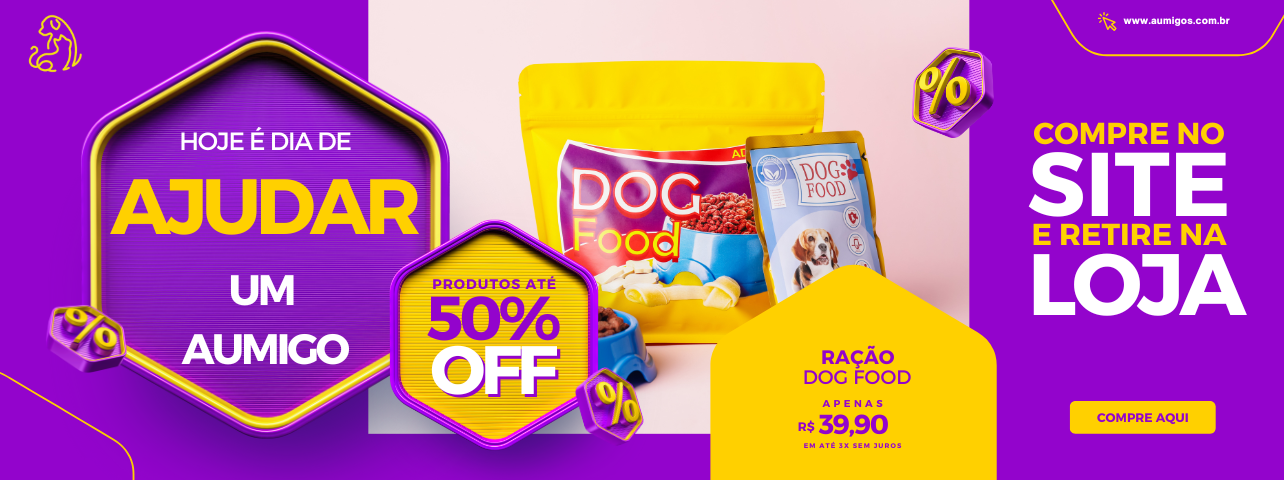 HOJE É DIA DE
AJUDAR
UM
AUMIGO
PRODUTOS ATÉ
50%
OFF
%
%
%
DOG
Food
DOG
FOOD
RAÇÃO
DOG FOOD
APENAS
R$ 39,90
EM ATÉ 3X SEM JUROS
www.aumigos.com.br
COMPRE NO
SITE
E RETIRE NA
LOJA
COMPRE AQUI